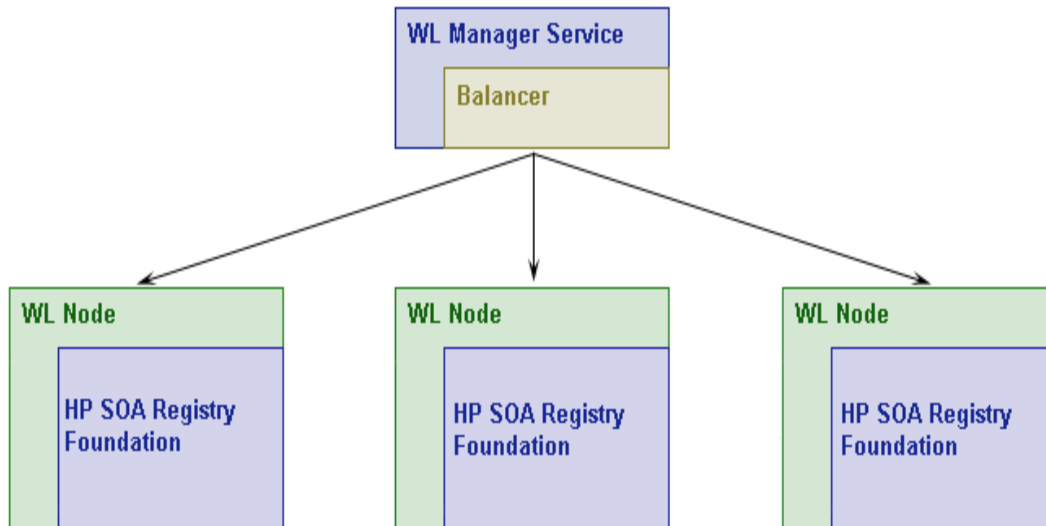 WL Manager Service
Balancer
WL Node
WL Node
WL Node
HP SOA Registry
Foundation
HP SOA Registry
Foundation
HP SOA Registry
Foundation